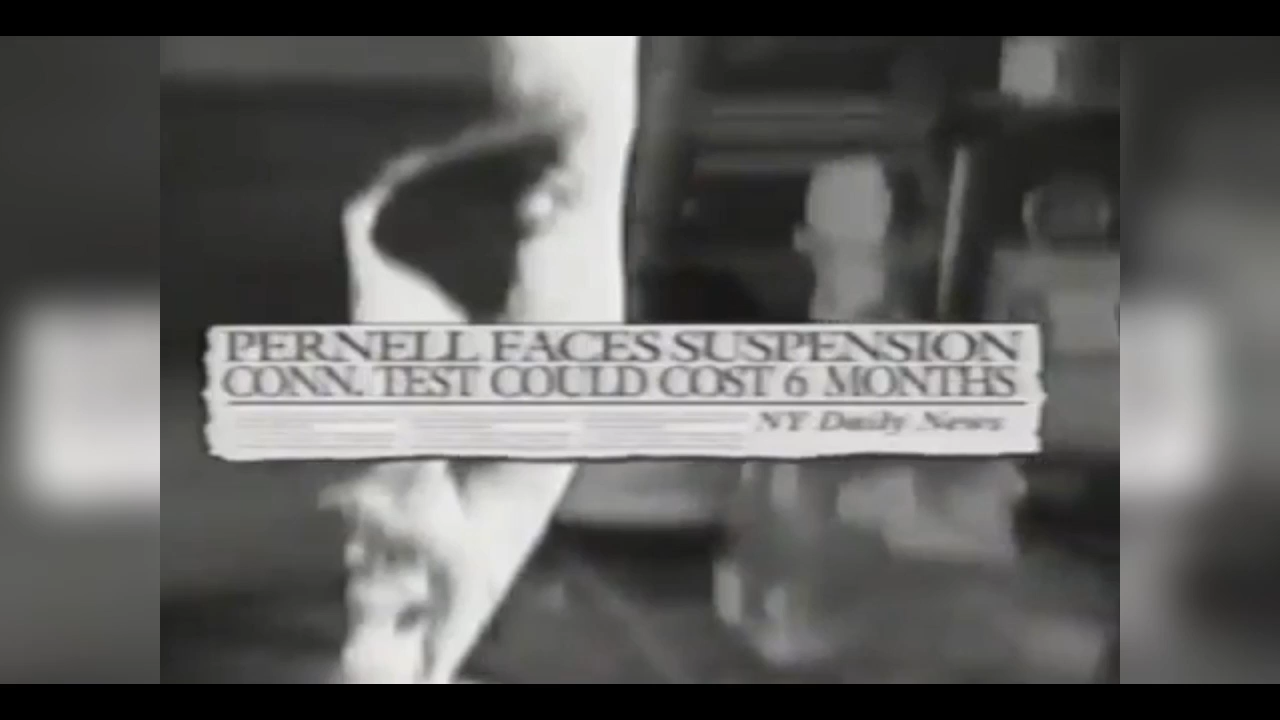 PERNELL FACES SUSPENSION
CONN. TEST COULD COST 6 MONTHS
NY Daily News